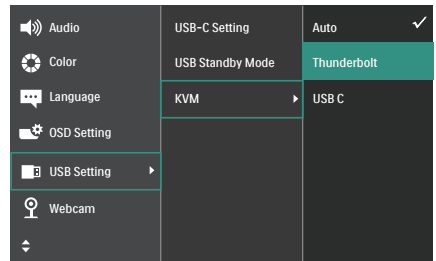 Audio
Color
Language
OSD Setting
USB Setting
Webcam
USB-C Setting
USB Standby Mode
KVM
Auto
Thunderbolt
USB C